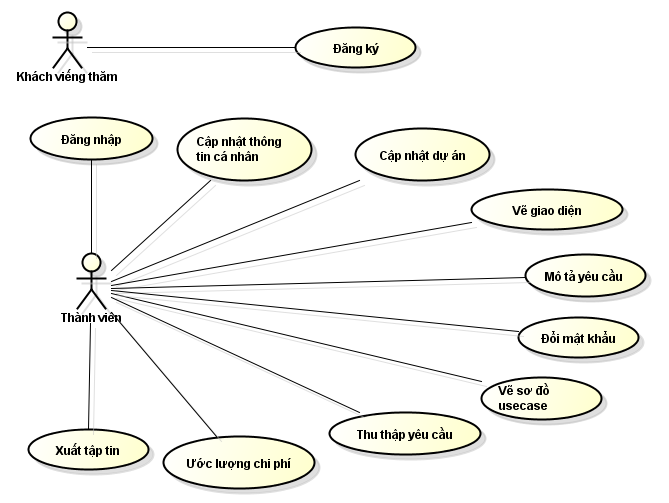 Đăng ký
Khách viếng thăm
Đăng nhập
Cập nhật thông
tin cá nhân
Cập nhật dự án
Vẽ giao diện
Mô tả yêu cầu
Thành viên
Đổi mật khẩu
Vẽ sơ đồ
usecase
Thu thập yêu cầu
Xuất tập tin
Ước lượng chi phí